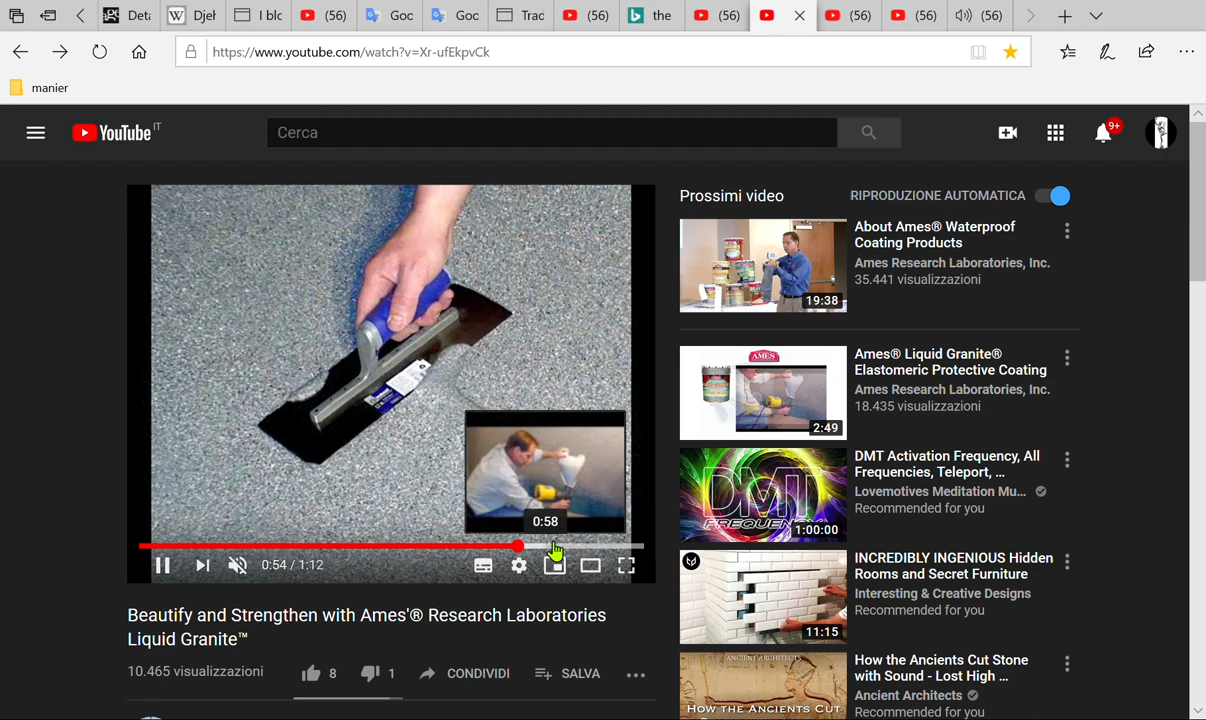 Deta
Djeh
I blc
(56)
Goc
Goc
Trac
(56)
the
(56)
(56)
(56)
(56)
https://www.youtube.com/watch?v=Xr-ufEkpvCk
manier
YouTube IT
Cerca
9+
Prossimi video
RIPRODUZIONE AUTOMATICA
About Ames® Waterproof
Coating Products
Ames Research Laboratories, Inc.
35.441 visualizzazioni
19:38
AMES
Ames® Liquid Granite®
Elastomeric Protective Coating
Ames Research Laboratories, Inc.
18.435 visualizzazioni
2:49
DMT
FREQUENCY
1:00:00
DMT Activation Frequency, All
Frequencies, Teleport, ...
Lovemotives Meditation Mu...
Recommended for you
INCREDIBLY INGENIOUS Hidden
Rooms and Secret Furniture
Interesting & Creative Designs
Recommended for you
11:15
ANCIENT ARCHITECTS
HOW THE ANCIENTS CUT
How the Ancients Cut Stone
with Sound - Lost High ...
Ancient Architects
Recommended for you
0:58
0:54 / 1:12
Beautify and Strengthen with Ames'® Research Laboratories
Liquid Granite™
10.465 visualizzazioni
8
1
CONDIVIDI
SALVA